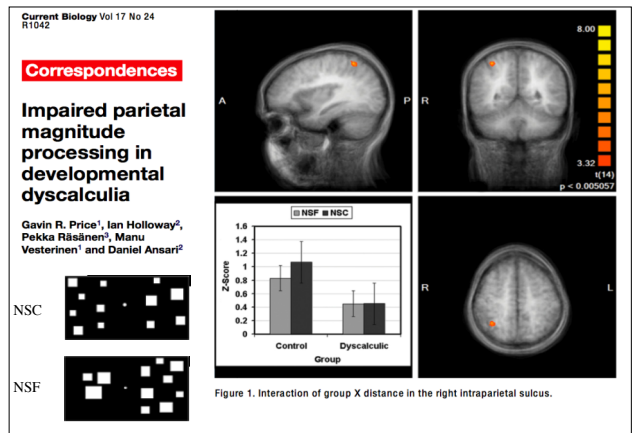 Current Biology Vol 17 No 24
R1042
Correspondences
Impaired parietal
magnitude
processing in
developmental
dyscalculia
Gavin R. Price1, Ian Holloway2,
Pekka Räsänen3, Manu
Vesterinen1 and Daniel Ansari2
NSC
NSF
A
P
R
8.00
3.32
t(14)
p < 0.005057
NSF NSC
Z-Score
1.6
1.4
1.2
1
0.8
0.6
0.4
0.2
0
Control
Dyscalculic
Group
R
L
Figure 1. Interaction of group X distance in the right intraparietal sulcus.